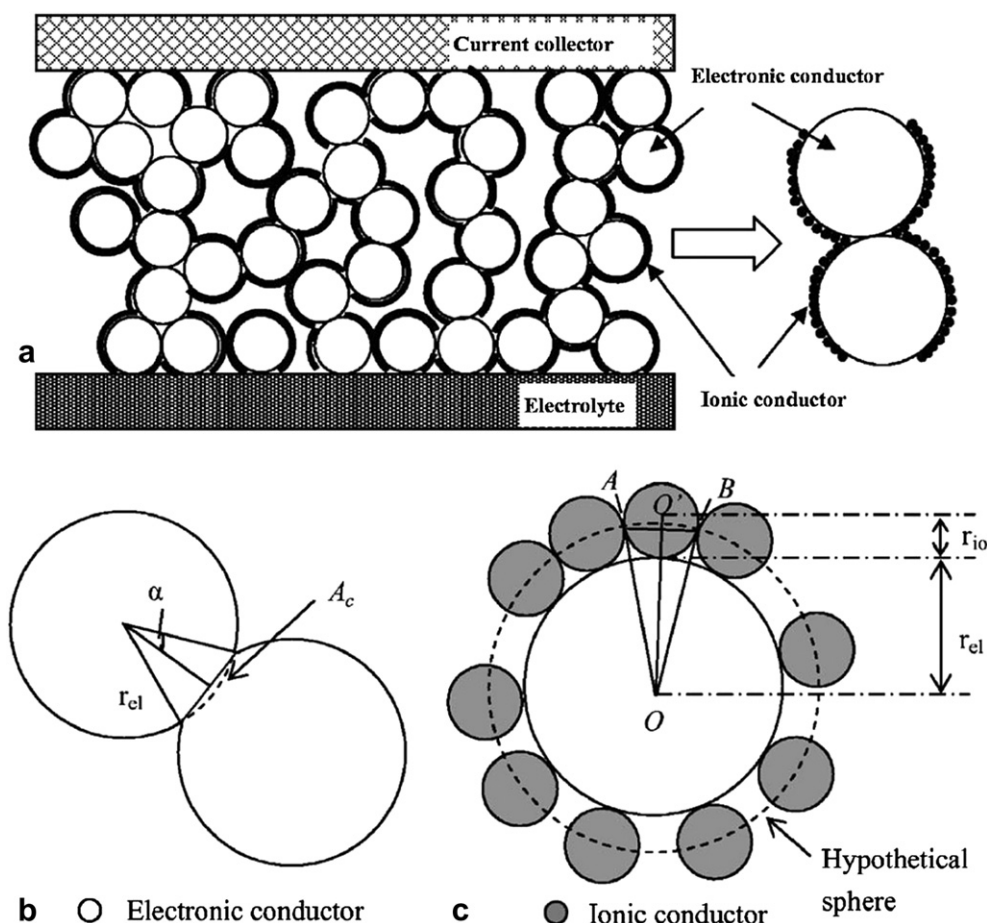 Current collector
Electronic conductor
a
Electrolyte
Ionic conductor
α
A_c
r_el
b
Electronic conductor
A
O'
B
r_io
r_el
O
Hypothetical
sphere
c
Ionic conductor